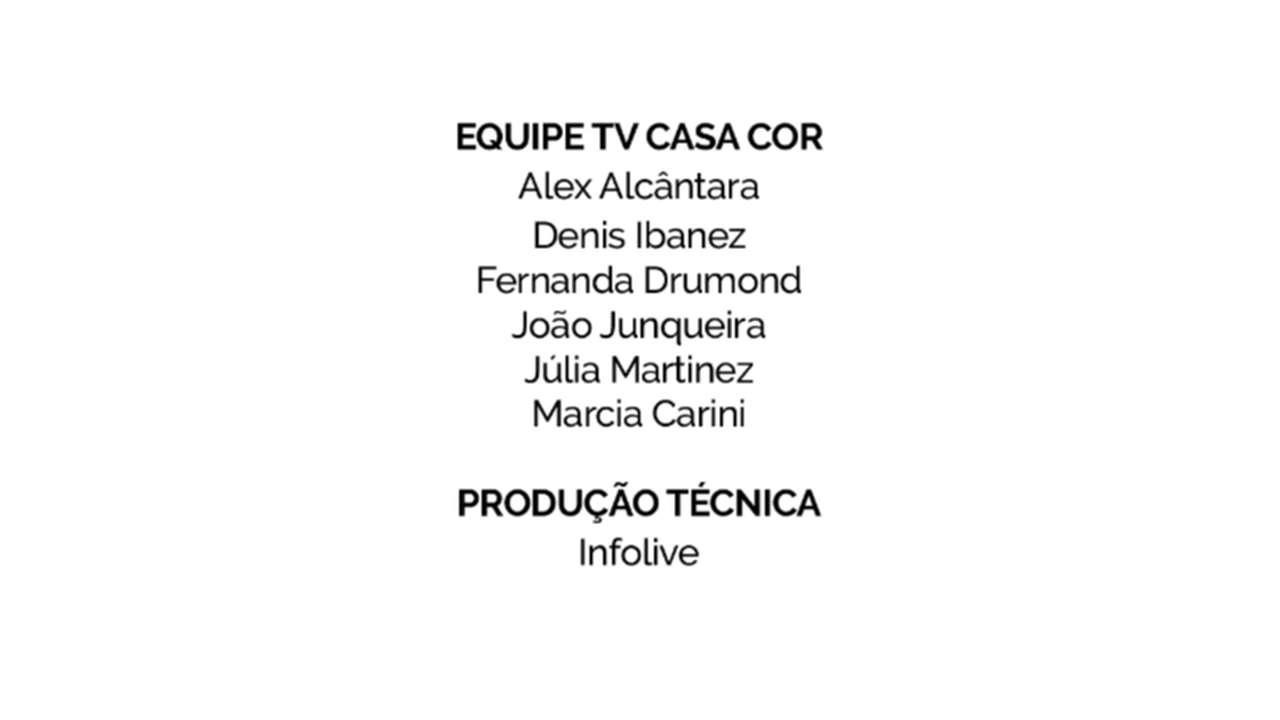 EQUIPE TV CASA COR
Alex Alcântara
Denis Ibanez
Fernanda Drumond
João Junqueira
Júlia Martinez
Marcia Carini
PRODUÇÃO TÉCNICA
Infolive